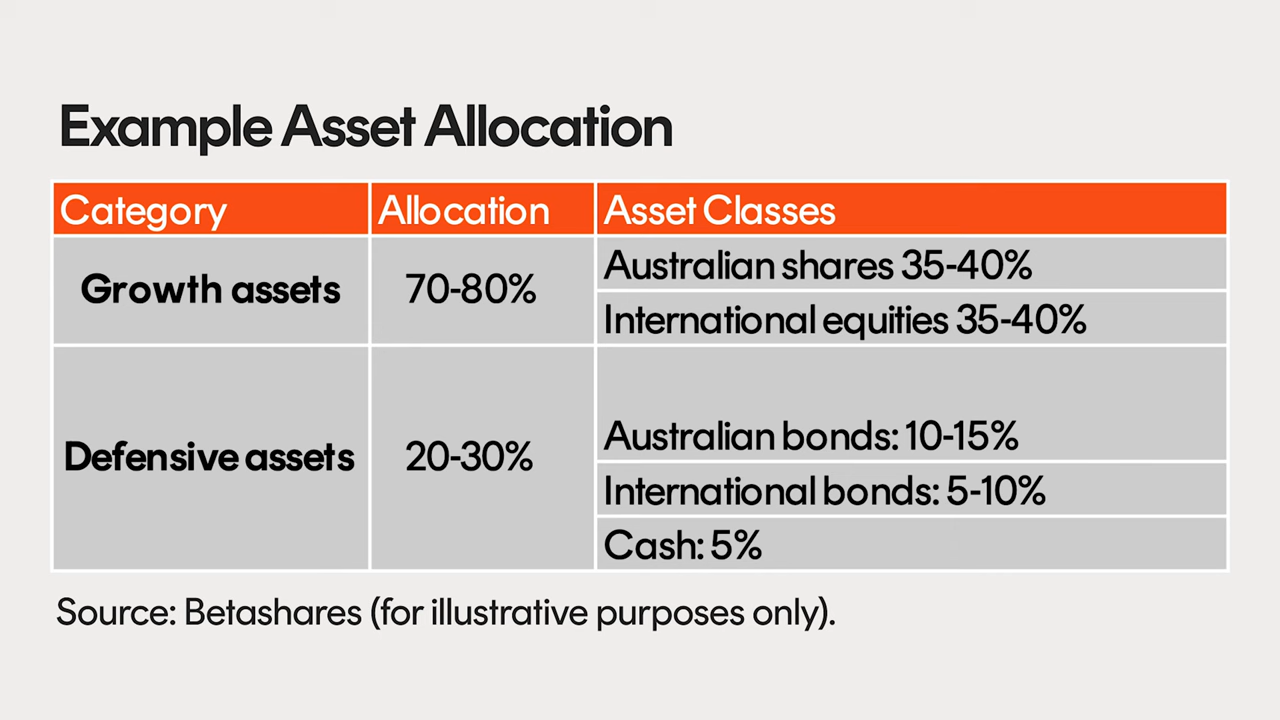 Example Asset Allocation
Category Allocation Asset Classes
Growth assets 70-80% Australian shares 35-40%
International equities 35-40%
Defensive assets 20-30% Australian bonds: 10-15%
International bonds: 5-10%
Cash: 5%
Source: Betashares (for illustrative purposes only).